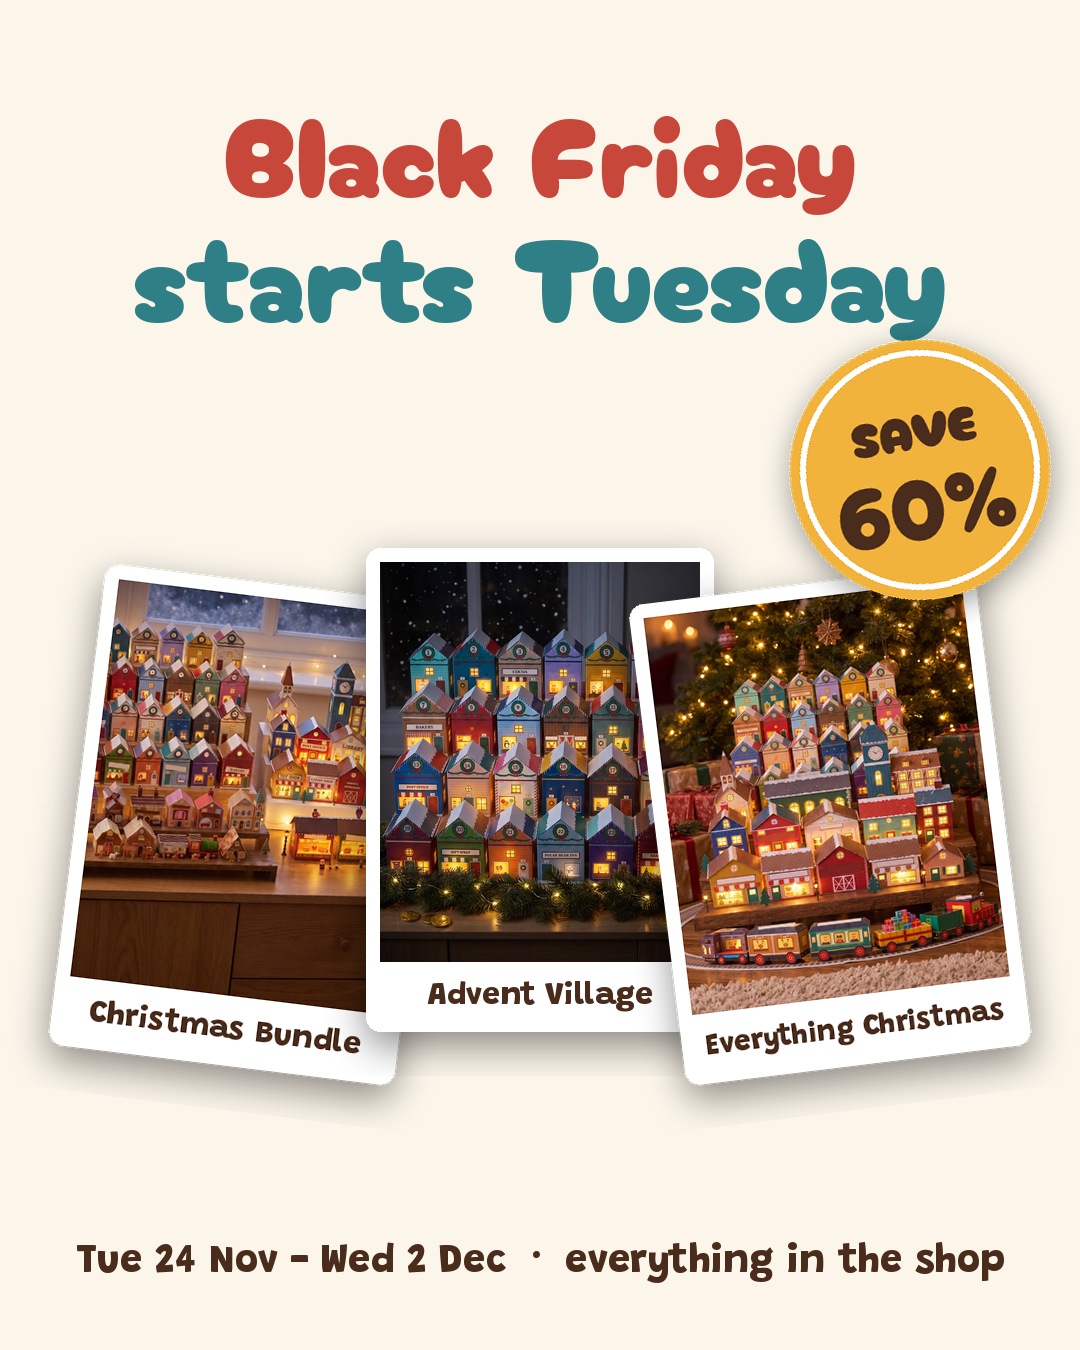 Black Friday
starts Tuesday
SAVE
60%
Christmas Bundle
Advent Village
Everything Christmas
Tue 24 Nov – Wed 2 Dec · everything in the shop